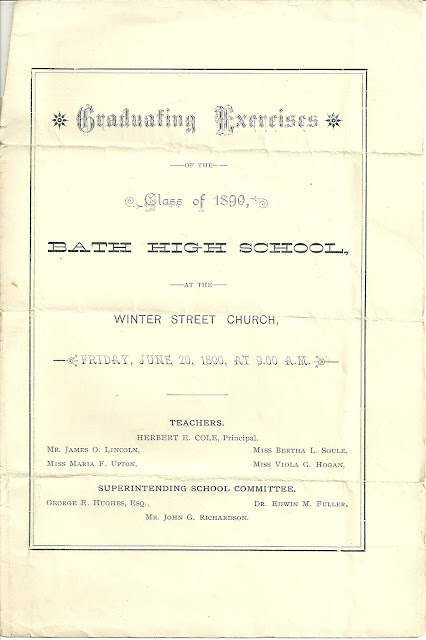 Graduating Exercises
OF THE
Class of 1890,
BATH HIGH SCHOOL,
AT THE
WINTER STREET CHURCH,
FRIDAY, JUNE 20, 1890, AT 9.00 A.M.
TEACHERS.
HERBERT E. COLE, Principal.
MR. JAMES O. LINCOLN, MISS BERTHA L. SOULE.
MISS MARIA F. UPTON, MISS VIOLA G. HOGAN,
SUPERINTENDING SCHOOL COMMITTEE.
GEORGE E. HUGHES, ESQ., DR. EDWIN M. FULLER,
MR. JOHN G. RICHARDSON.